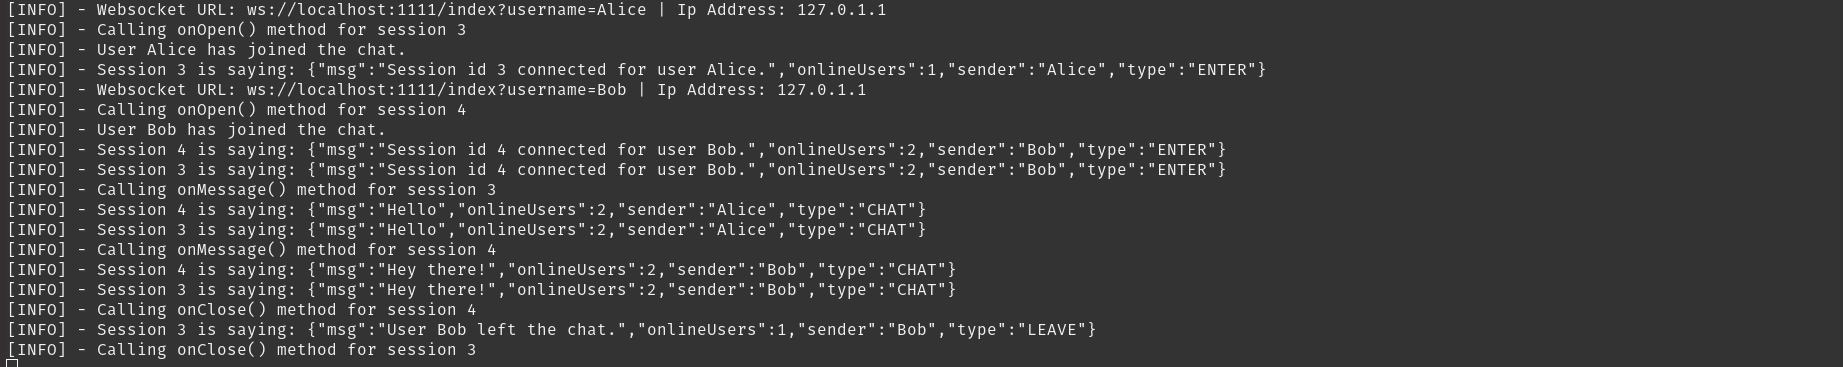 [INFO] - Websocket URL: ws://localhost:1111/index?username=Alice | Ip Address: 127.0.1.1
[INFO] - Calling onOpen() method for session 3
[INFO] - User Alice has joined the chat.
[INFO] - Session 3 is saying: {"msg":"Session id 3 connected for user Alice.","onlineUsers":1,"sender":"Alice","type":"ENTER"}
[INFO] - Websocket URL: ws://localhost:1111/index?username=Bob | Ip Address: 127.0.1.1
[INFO] - Calling onOpen() method for session 4
[INFO] - User Bob has joined the chat.
[INFO] - Session 4 is saying: {"msg":"Session id 4 connected for user Bob.","onlineUsers":2,"sender":"Bob","type":"ENTER"}
[INFO] - Session 3 is saying: {"msg":"Session id 4 connected for user Bob.","onlineUsers":2,"sender":"Bob","type":"ENTER"}
[INFO] - Calling onMessage() method for session 3
[INFO] - Session 4 is saying: {"msg":"Hello","onlineUsers":2,"sender":"Alice","type":"CHAT"}
[INFO] - Session 3 is saying: {"msg":"Hello","onlineUsers":2,"sender":"Alice","type":"CHAT"}
[INFO] - Calling onMessage() method for session 4
[INFO] - Session 4 is saying: {"msg":"Hey there!","onlineUsers":2,"sender":"Bob","type":"CHAT"}
[INFO] - Session 3 is saying: {"msg":"Hey there!","onlineUsers":2,"sender":"Bob","type":"CHAT"}
[INFO] - Calling onClose() method for session 4
[INFO] - Session 3 is saying: {"msg":"User Bob left the chat.","onlineUsers":1,"sender":"Bob","type":"LEAVE"}
[INFO] - Calling onClose() method for session 3